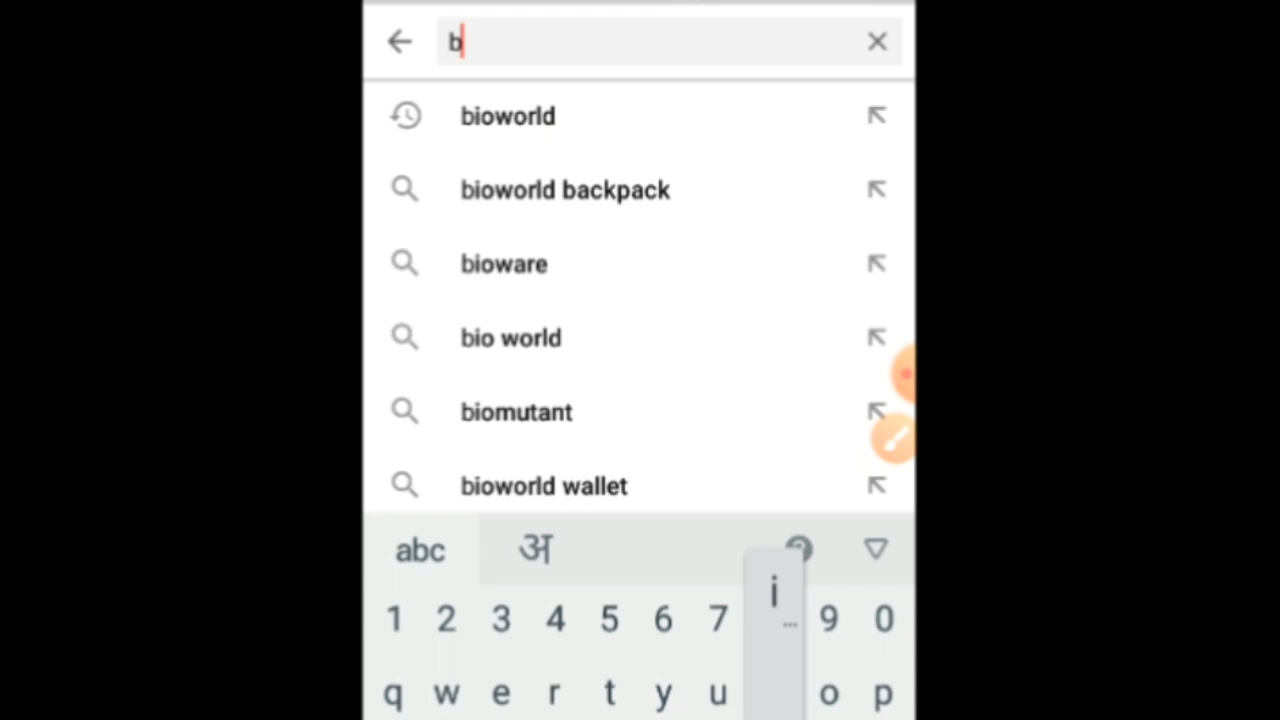 b
bioworld
bioworld backpack
bioware
bio world
biomutant
bioworld wallet
abc अ
i
...
1 2 3 4 5 6 7 9 0
q w e r t y u o p